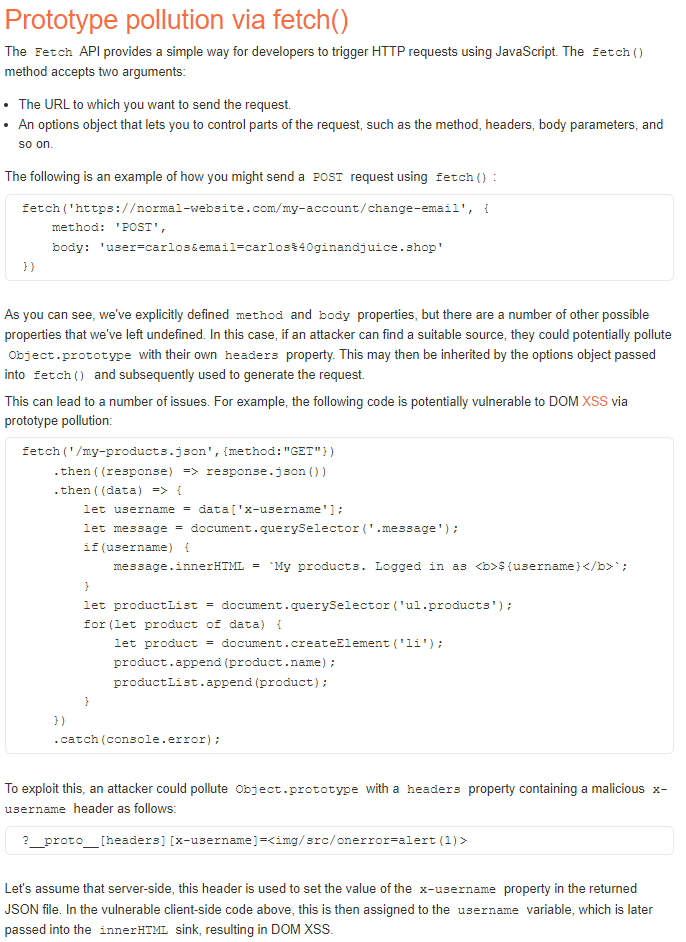 Prototype pollution via fetch()
The Fetch API provides a simple way for developers to trigger HTTP requests using JavaScript. The fetch()
method accepts two arguments:
• The URL to which you want to send the request.
• An options object that lets you to control parts of the request, such as the method, headers, body parameters, and
so on.
The following is an example of how you might send a POST request using fetch() :
fetch('https://normal-website.com/my-account/change-email', {
    method: 'POST',
    body: 'user=carlos&email=carlos%40ginandjuice.shop'
})
As you can see, we've explicitly defined method and body properties, but there are a number of other possible
properties that we've left undefined. In this case, if an attacker can find a suitable source, they could potentially pollute
Object.prototype with their own headers property. This may then be inherited by the options object passed
into fetch() and subsequently used to generate the request.
This can lead to a number of issues. For example, the following code is potentially vulnerable to DOM XSS via
prototype pollution:
fetch('/my-products.json',{method:"GET"})
    .then((response) => response.json())
    .then((data) => {
        let username = data['x-username'];
        let message = document.querySelector('.message');
        if(username) {
            message.innerHTML = `My products. Logged in as <b>${username}</b>`;
        }
        let productList = document.querySelector('ul.products');
        for(let product of data) {
            let product = document.createElement('li');
            product.append(product.name);
            productList.append(product);
        }
    })
    .catch(console.error);
To exploit this, an attacker could pollute Object.prototype with a headers property containing a malicious x-
username header as follows:
?__proto__[headers][x-username]=<img/src/onerror=alert(1)>
Let's assume that server-side, this header is used to set the value of the x-username property in the returned
JSON file. In the vulnerable client-side code above, this is then assigned to the username variable, which is later
passed into the innerHTML sink, resulting in DOM XSS.